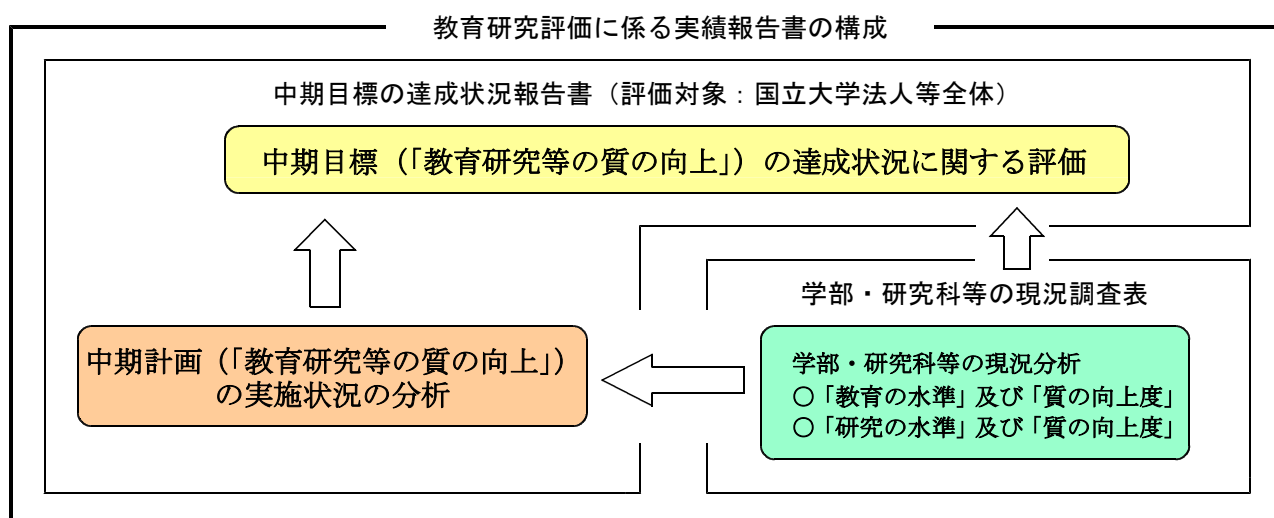 教育研究評価に係る実績報告書の構成
中期目標の達成状況報告書（評価対象：国立大学法人等全体）
中期目標（「教育研究等の質の向上」）の達成状況に関する評価
学部・研究科等の現況調査表
中期計画（「教育研究等の質の向上」）
の実施状況の分析
学部・研究科等の現況分析
○「教育の水準」及び「質の向上度」
○「研究の水準」及び「質の向上度」